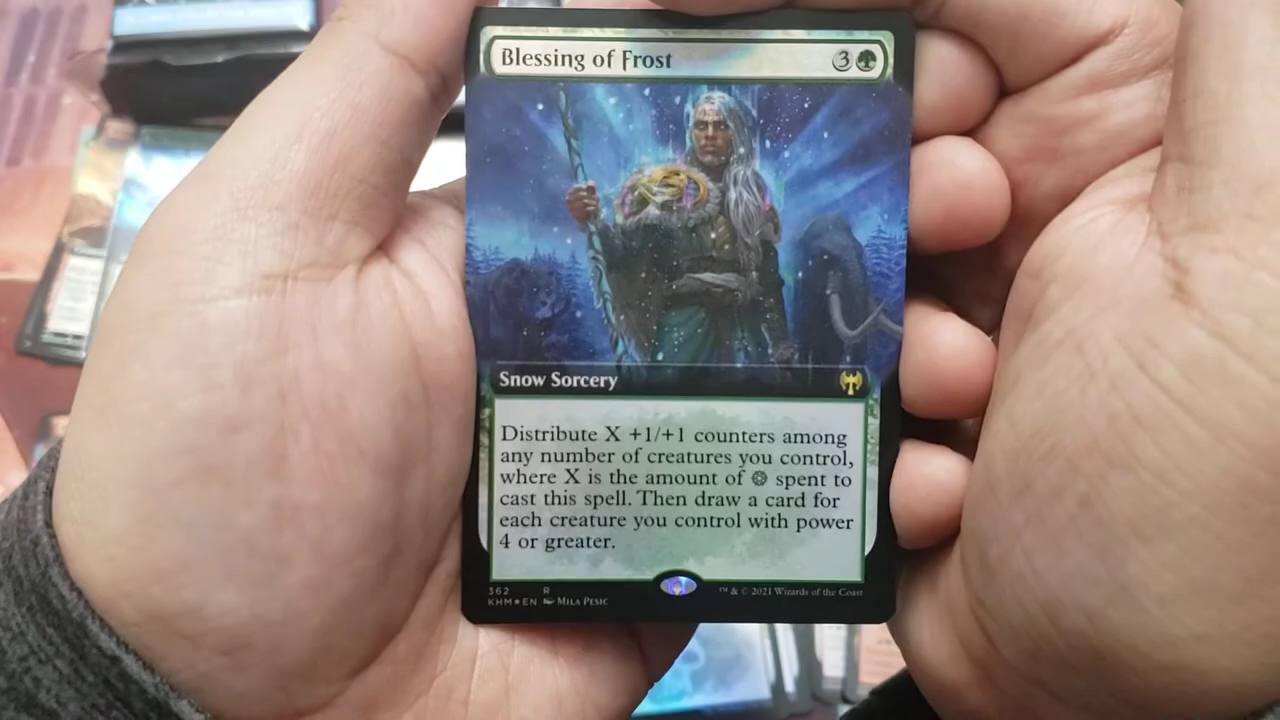 Blessing of Frost 3
Snow Sorcery
Distribute X +1/+1 counters among
any number of creatures you control,
where X is the amount of spent to
cast this spell. Then draw a card for
each creature you control with power
4 or greater.
362 R
KHM★EN MILA PESIC
™ & © 2021 Wizards of the Coast